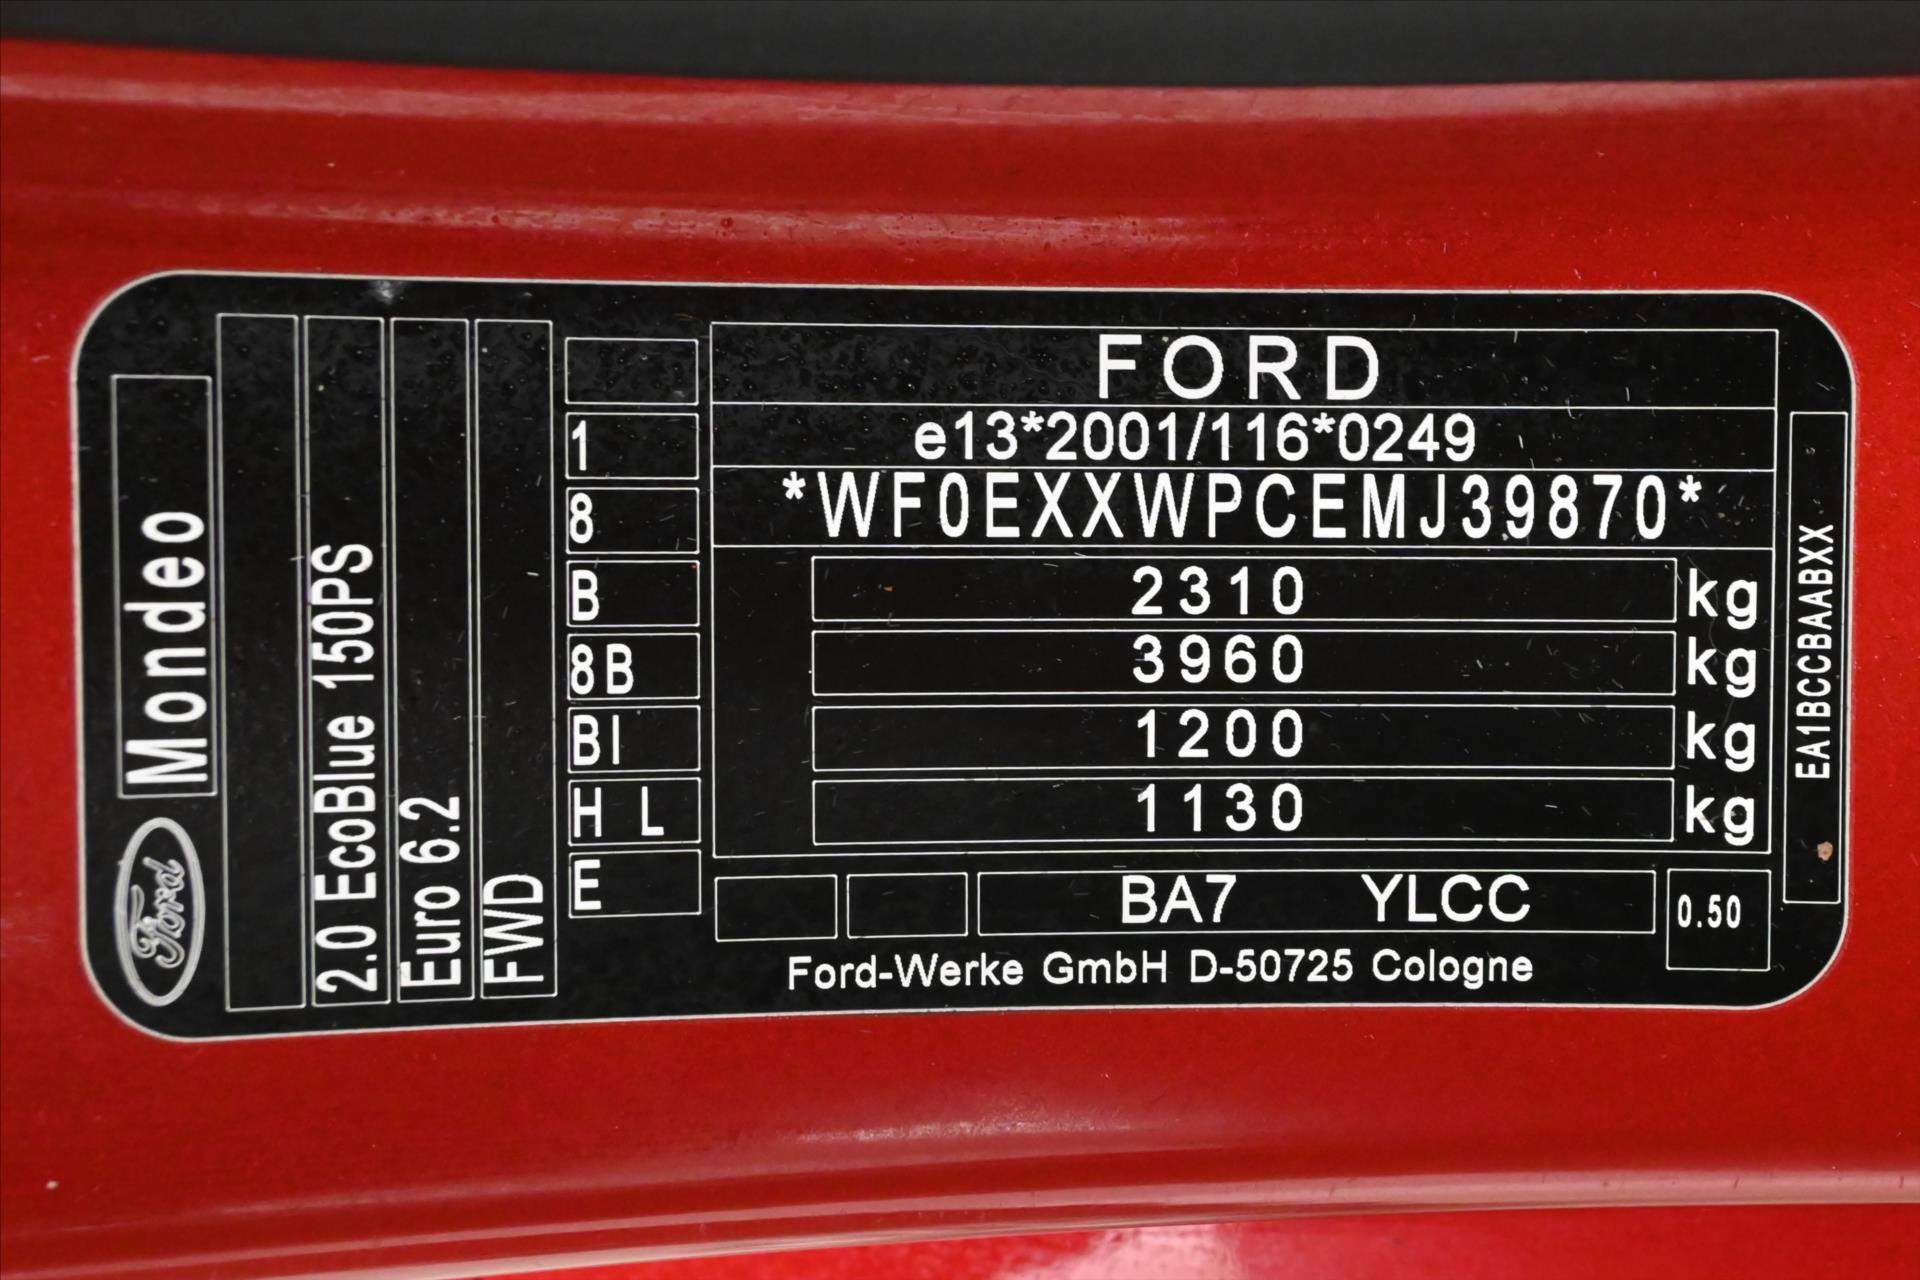 FORD
e13*2001/116*0249
*WF0EXXWPCEMJ39870*
2310 kg
3960 kg
1200 kg
1130 kg
BA7 YLCC 0.50
Ford-Werke GmbH D-50725 Cologne
1
8
B
8B
BI
H L
E
Ford Mondeo
2.0 EcoBlue 150PS
Euro 6.2
FWD
EA1BCCBAABXX